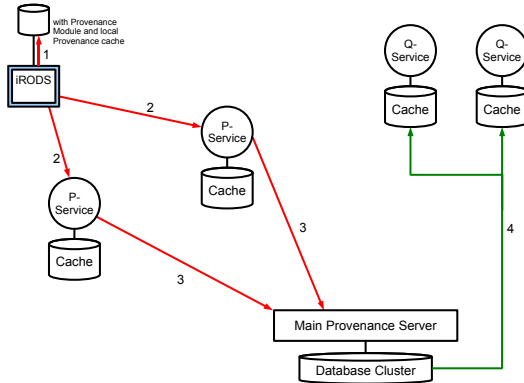 with Provenance
Module and local
Provenance cache
1
iRODS
Q-
Service
Q-
Service
Cache
Cache
2
P-
Service
Cache
2
P-
Service
Cache
3
3
4
Main Provenance Server
Database Cluster